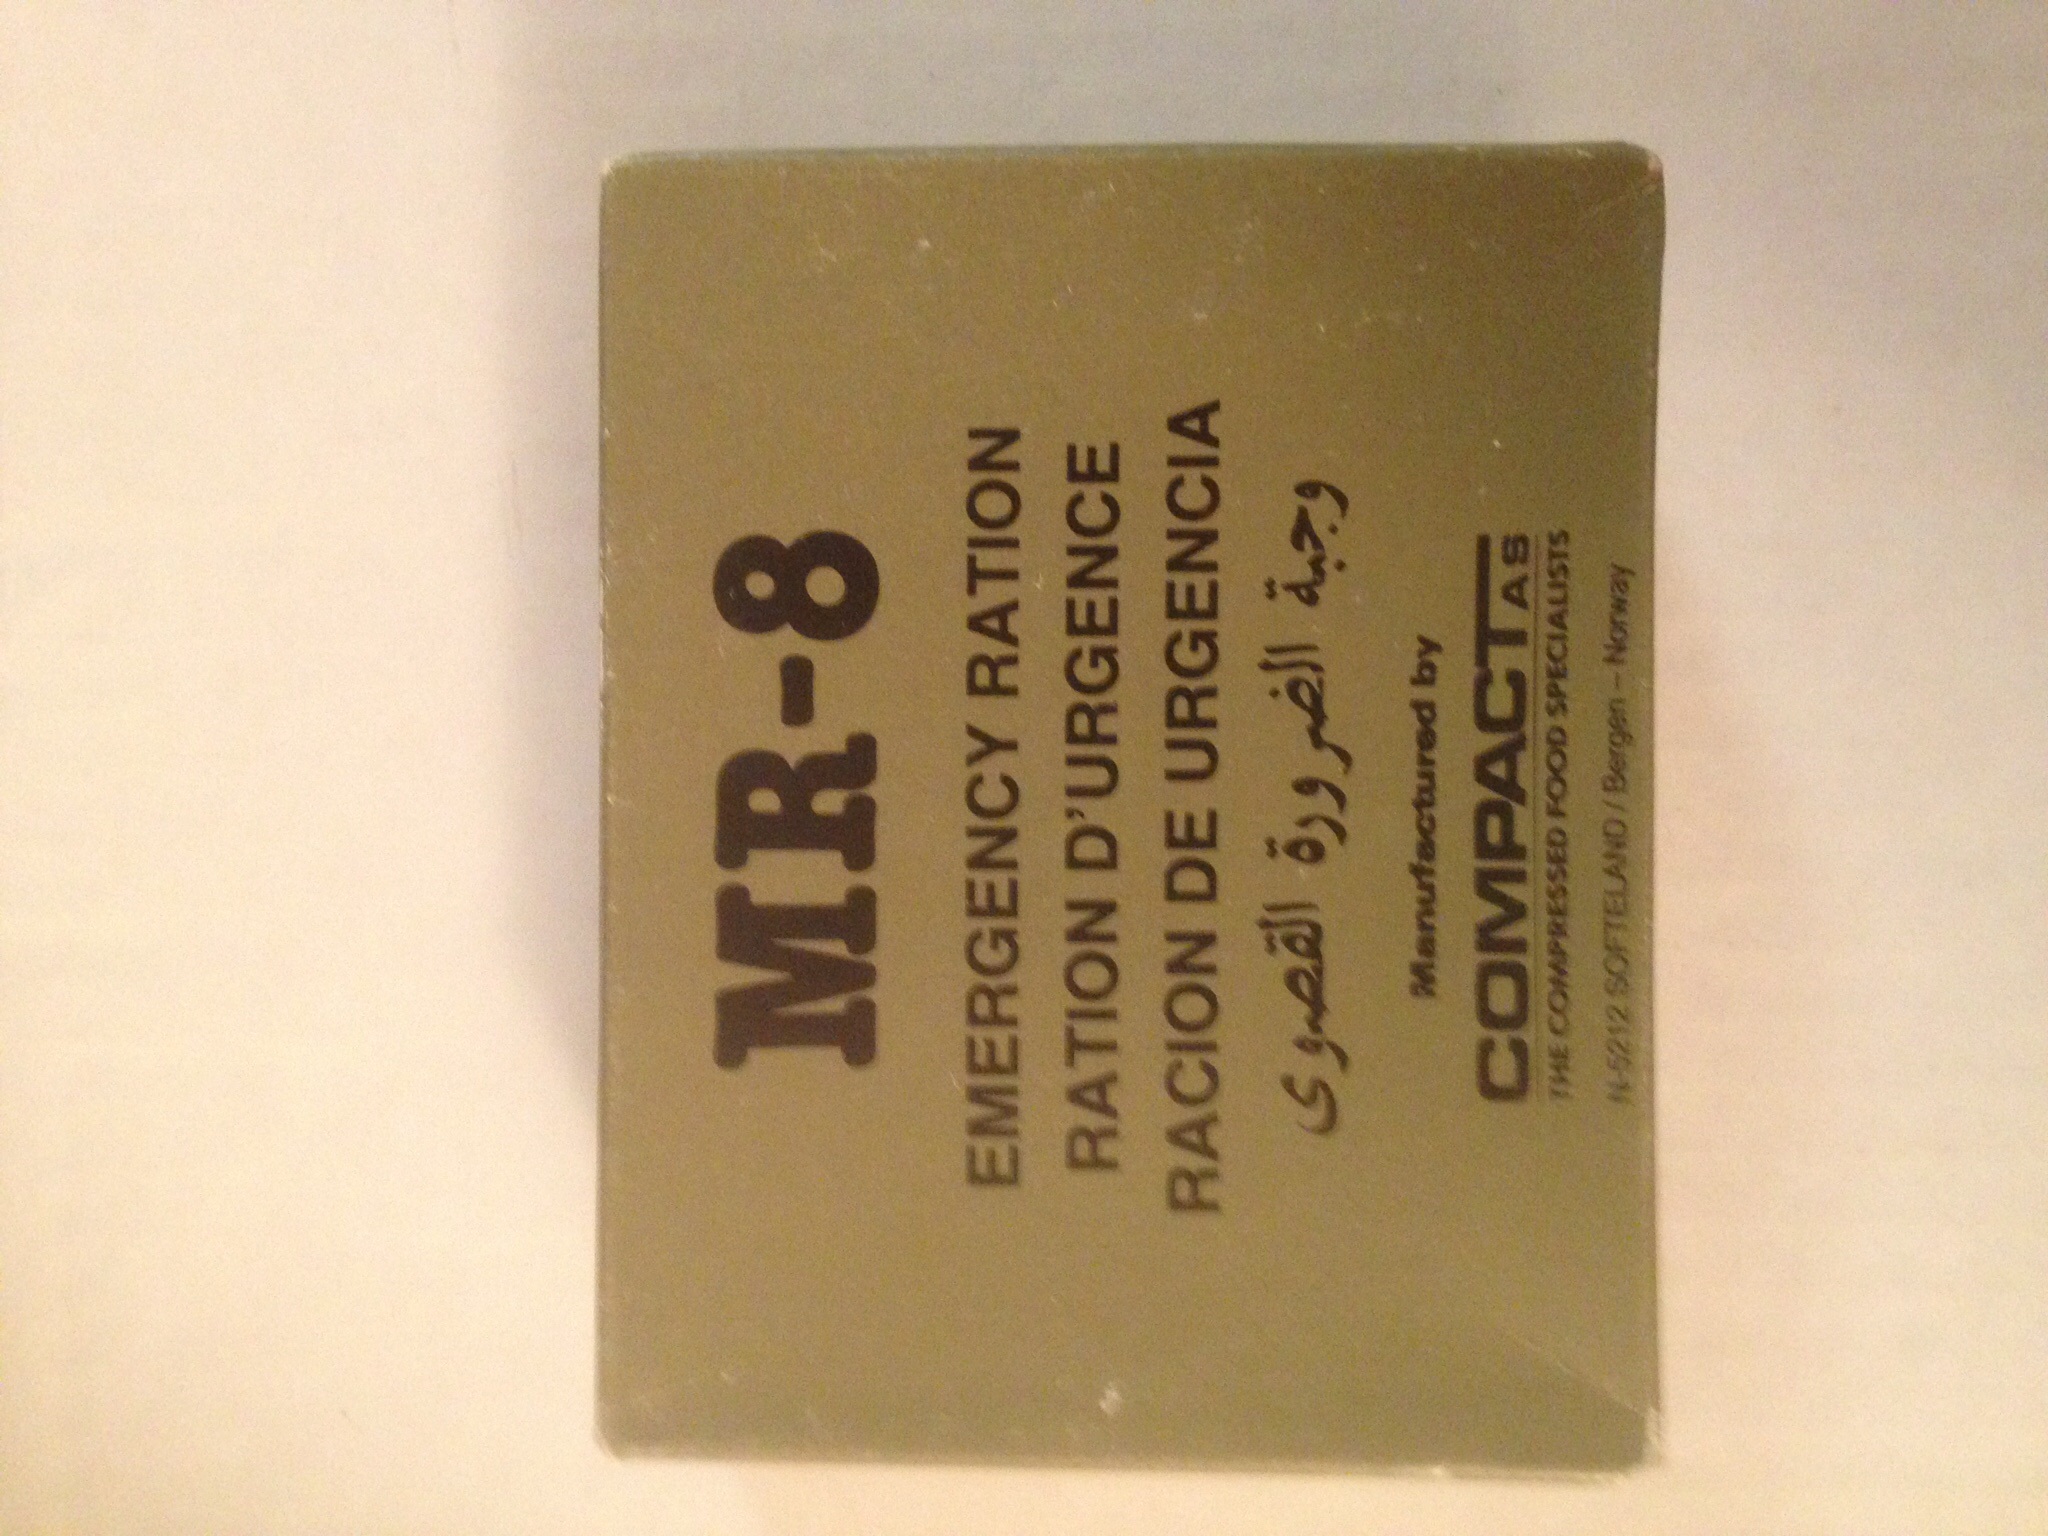 MR-8
EMERGENCY RATION
RATION D'URGENCE
RACION DE URGENCIA
وجبة الضرورة القصوى
Manufactured by
COMPACT AS
THE COMPRESSED FOOD SPECIALISTS
N-5212 SOFTELAND / Bergen – Norway